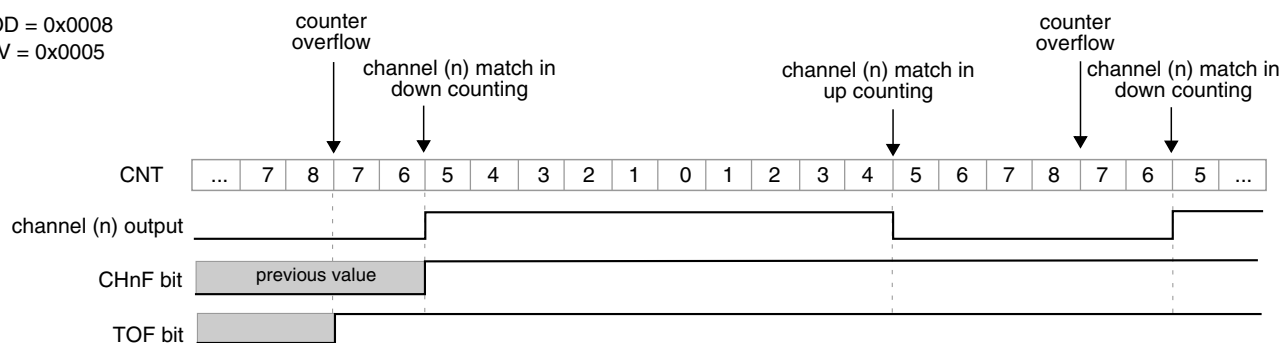 OD = 0x0008
V = 0x0005
counter
overflow
channel (n) match in
down counting
channel (n) match in
up counting
counter
overflow
channel (n) match in
down counting
CNT ... 7 8 7 6 5 4 3 2 1 0 1 2 3 4 5 6 7 8 7 6 5 ...
channel (n) output
CHnF bit previous value
TOF bit